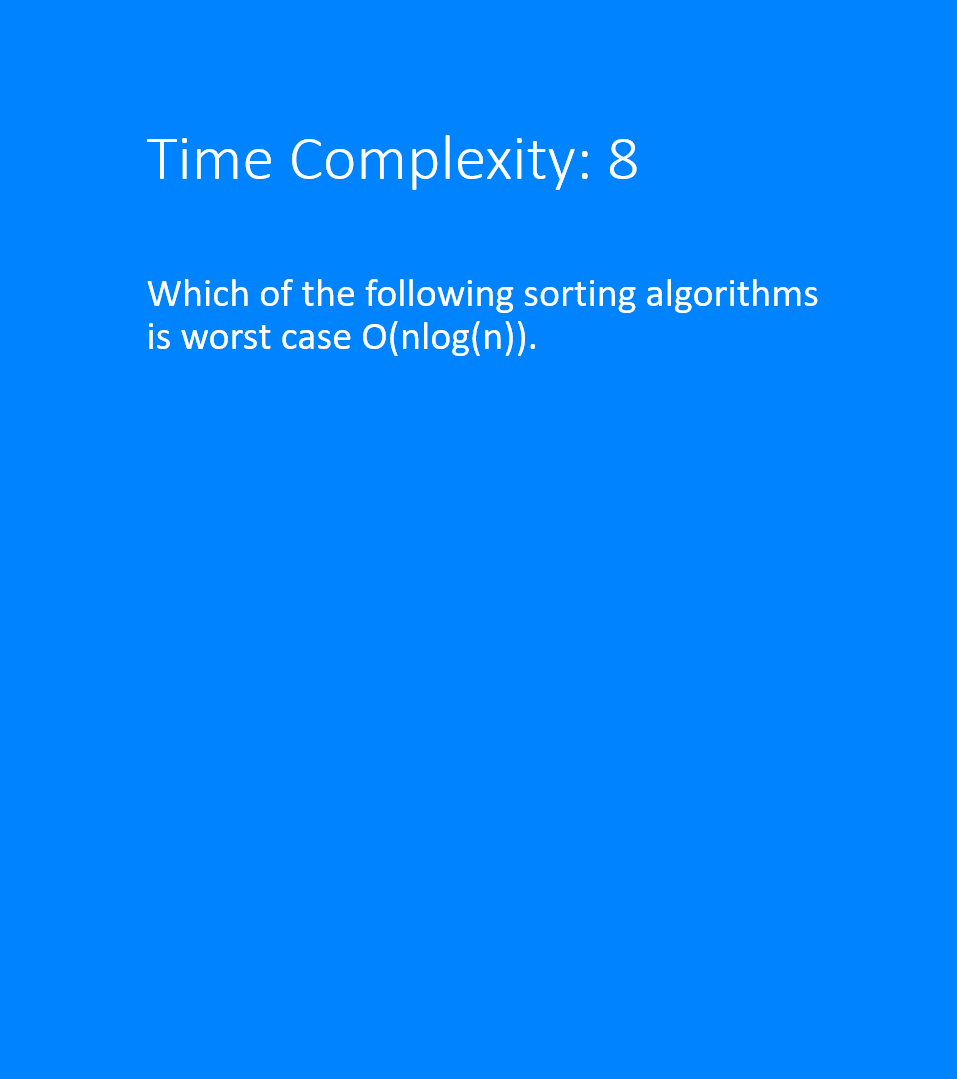 Time Complexity: 8
Which of the following sorting algorithms
is worst case O(nlog(n)).